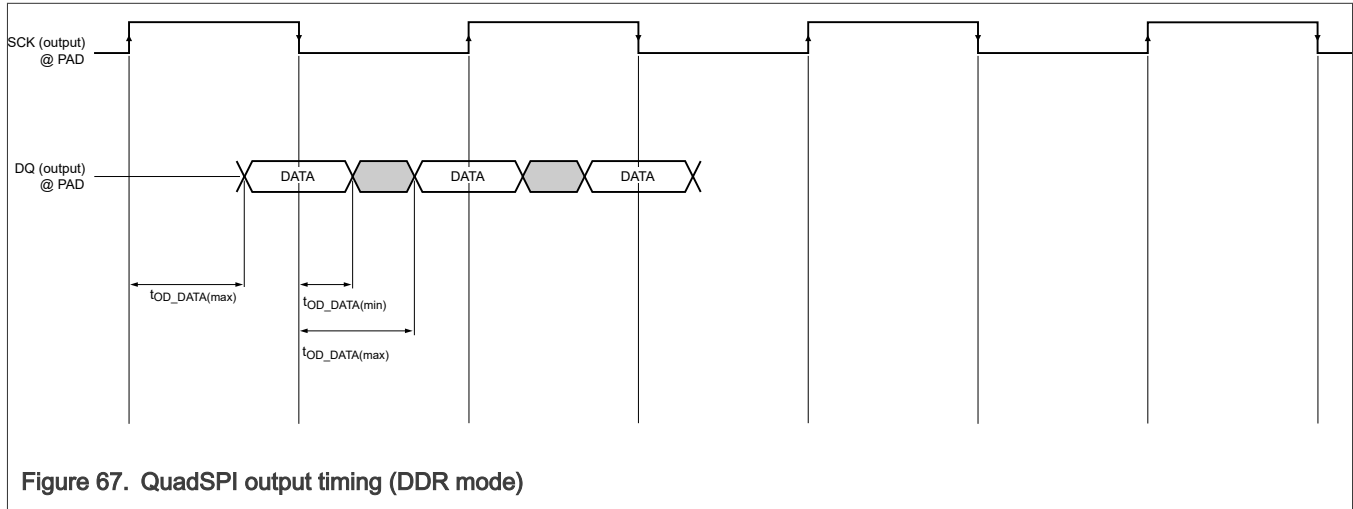 SCK (output)
@ PAD
DQ (output)
@ PAD
DATA
DATA
DATA
tOD_DATA(max)
tOD_DATA(min)
tOD_DATA(max)
Figure 67. QuadSPI output timing (DDR mode)